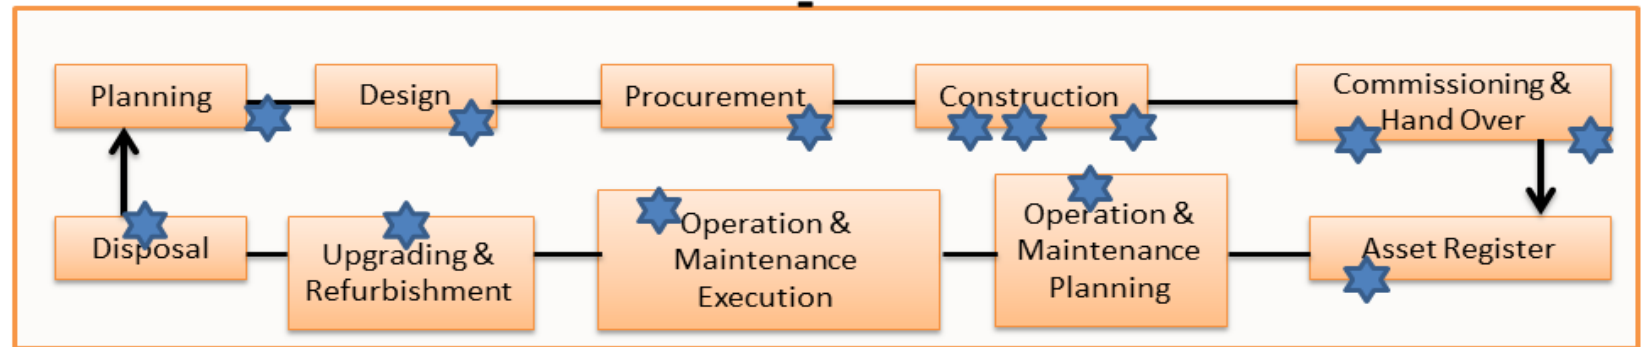 Planning
Design
Procurement
Construction
Commissioning &
Hand Over
Disposal
Upgrading &
Refurbishment
Operation &
Maintenance
Execution
Operation &
Maintenance
Planning
Asset Register